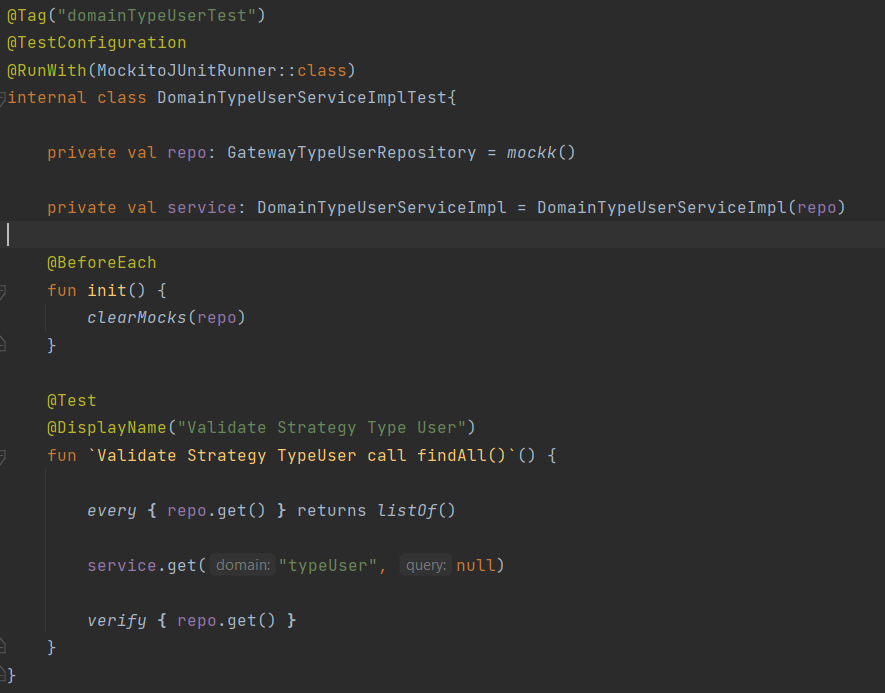 @Tag("domainTypeUserTest")
@TestConfiguration
@RunWith(MockitoJUnitRunner::class)
internal class DomainTypeUserServiceImplTest{
private val repo: GatewayTypeUserRepository = mockk()
private val service: DomainTypeUserServiceImpl = DomainTypeUserServiceImpl(repo)
@BeforeEach
fun init() {
clearMocks(repo)
}
@Test
@DisplayName("Validate Strategy Type User")
fun `Validate Strategy TypeUser call findAll()`() {
every { repo.get() } returns listOf()
service.get( domain: "typeUser", query: null)
verify { repo.get() }
}
}